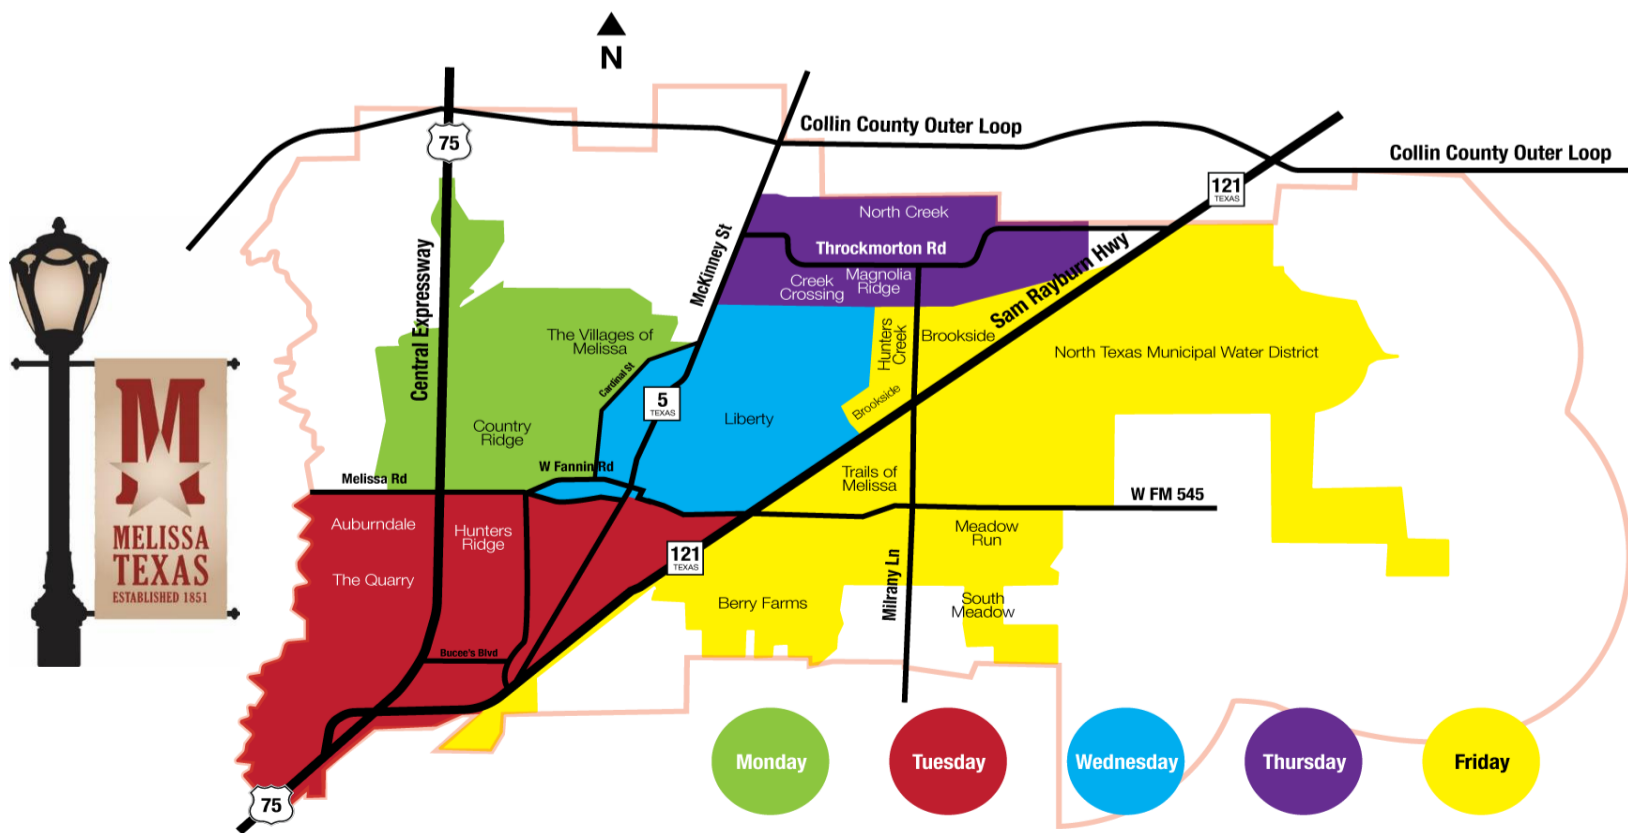 N
75
Collin County Outer Loop
Collin County Outer Loop
121
TEXAS
North Creek
Throckmorton Rd
McKinney St
Sam Rayburn Hwy
Central Expressway
Creek
Crossing
Magnolia
Ridge
The Villages of
Melissa
Hunters
Creek
Brookside
North Texas Municipal Water District
Cardinal St
5
TEXAS
Brookside
Liberty
Country
Ridge
Melissa Rd
W Fannin Rd
Trails of
Melissa
W FM 545
Auburndale
Hunters
Ridge
Meadow
Run
The Quarry
121
TEXAS
Milrany Ln
Berry Farms
South
Meadow
Bucee's Blvd
75
M
MELISSA
TEXAS
ESTABLISHED 1851
Monday
Tuesday
Wednesday
Thursday
Friday